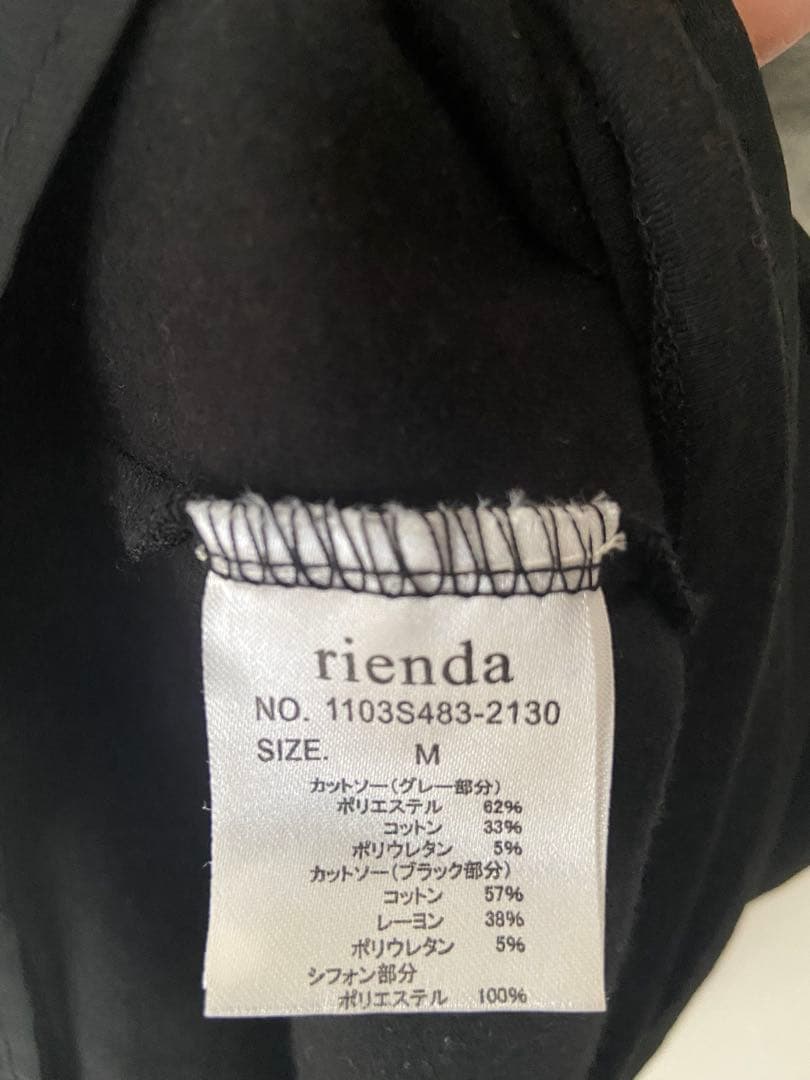 rienda
NO. 1103S483-2130
SIZE. M
カットソー(グレー部分)
ポリエステル 62%
コットン 33%
ポリウレタン 5%
カットソー(ブラック部分)
コットン 57%
レーヨン 38%
ポリウレタン 5%
シフォン部分
ポリエステル 100%